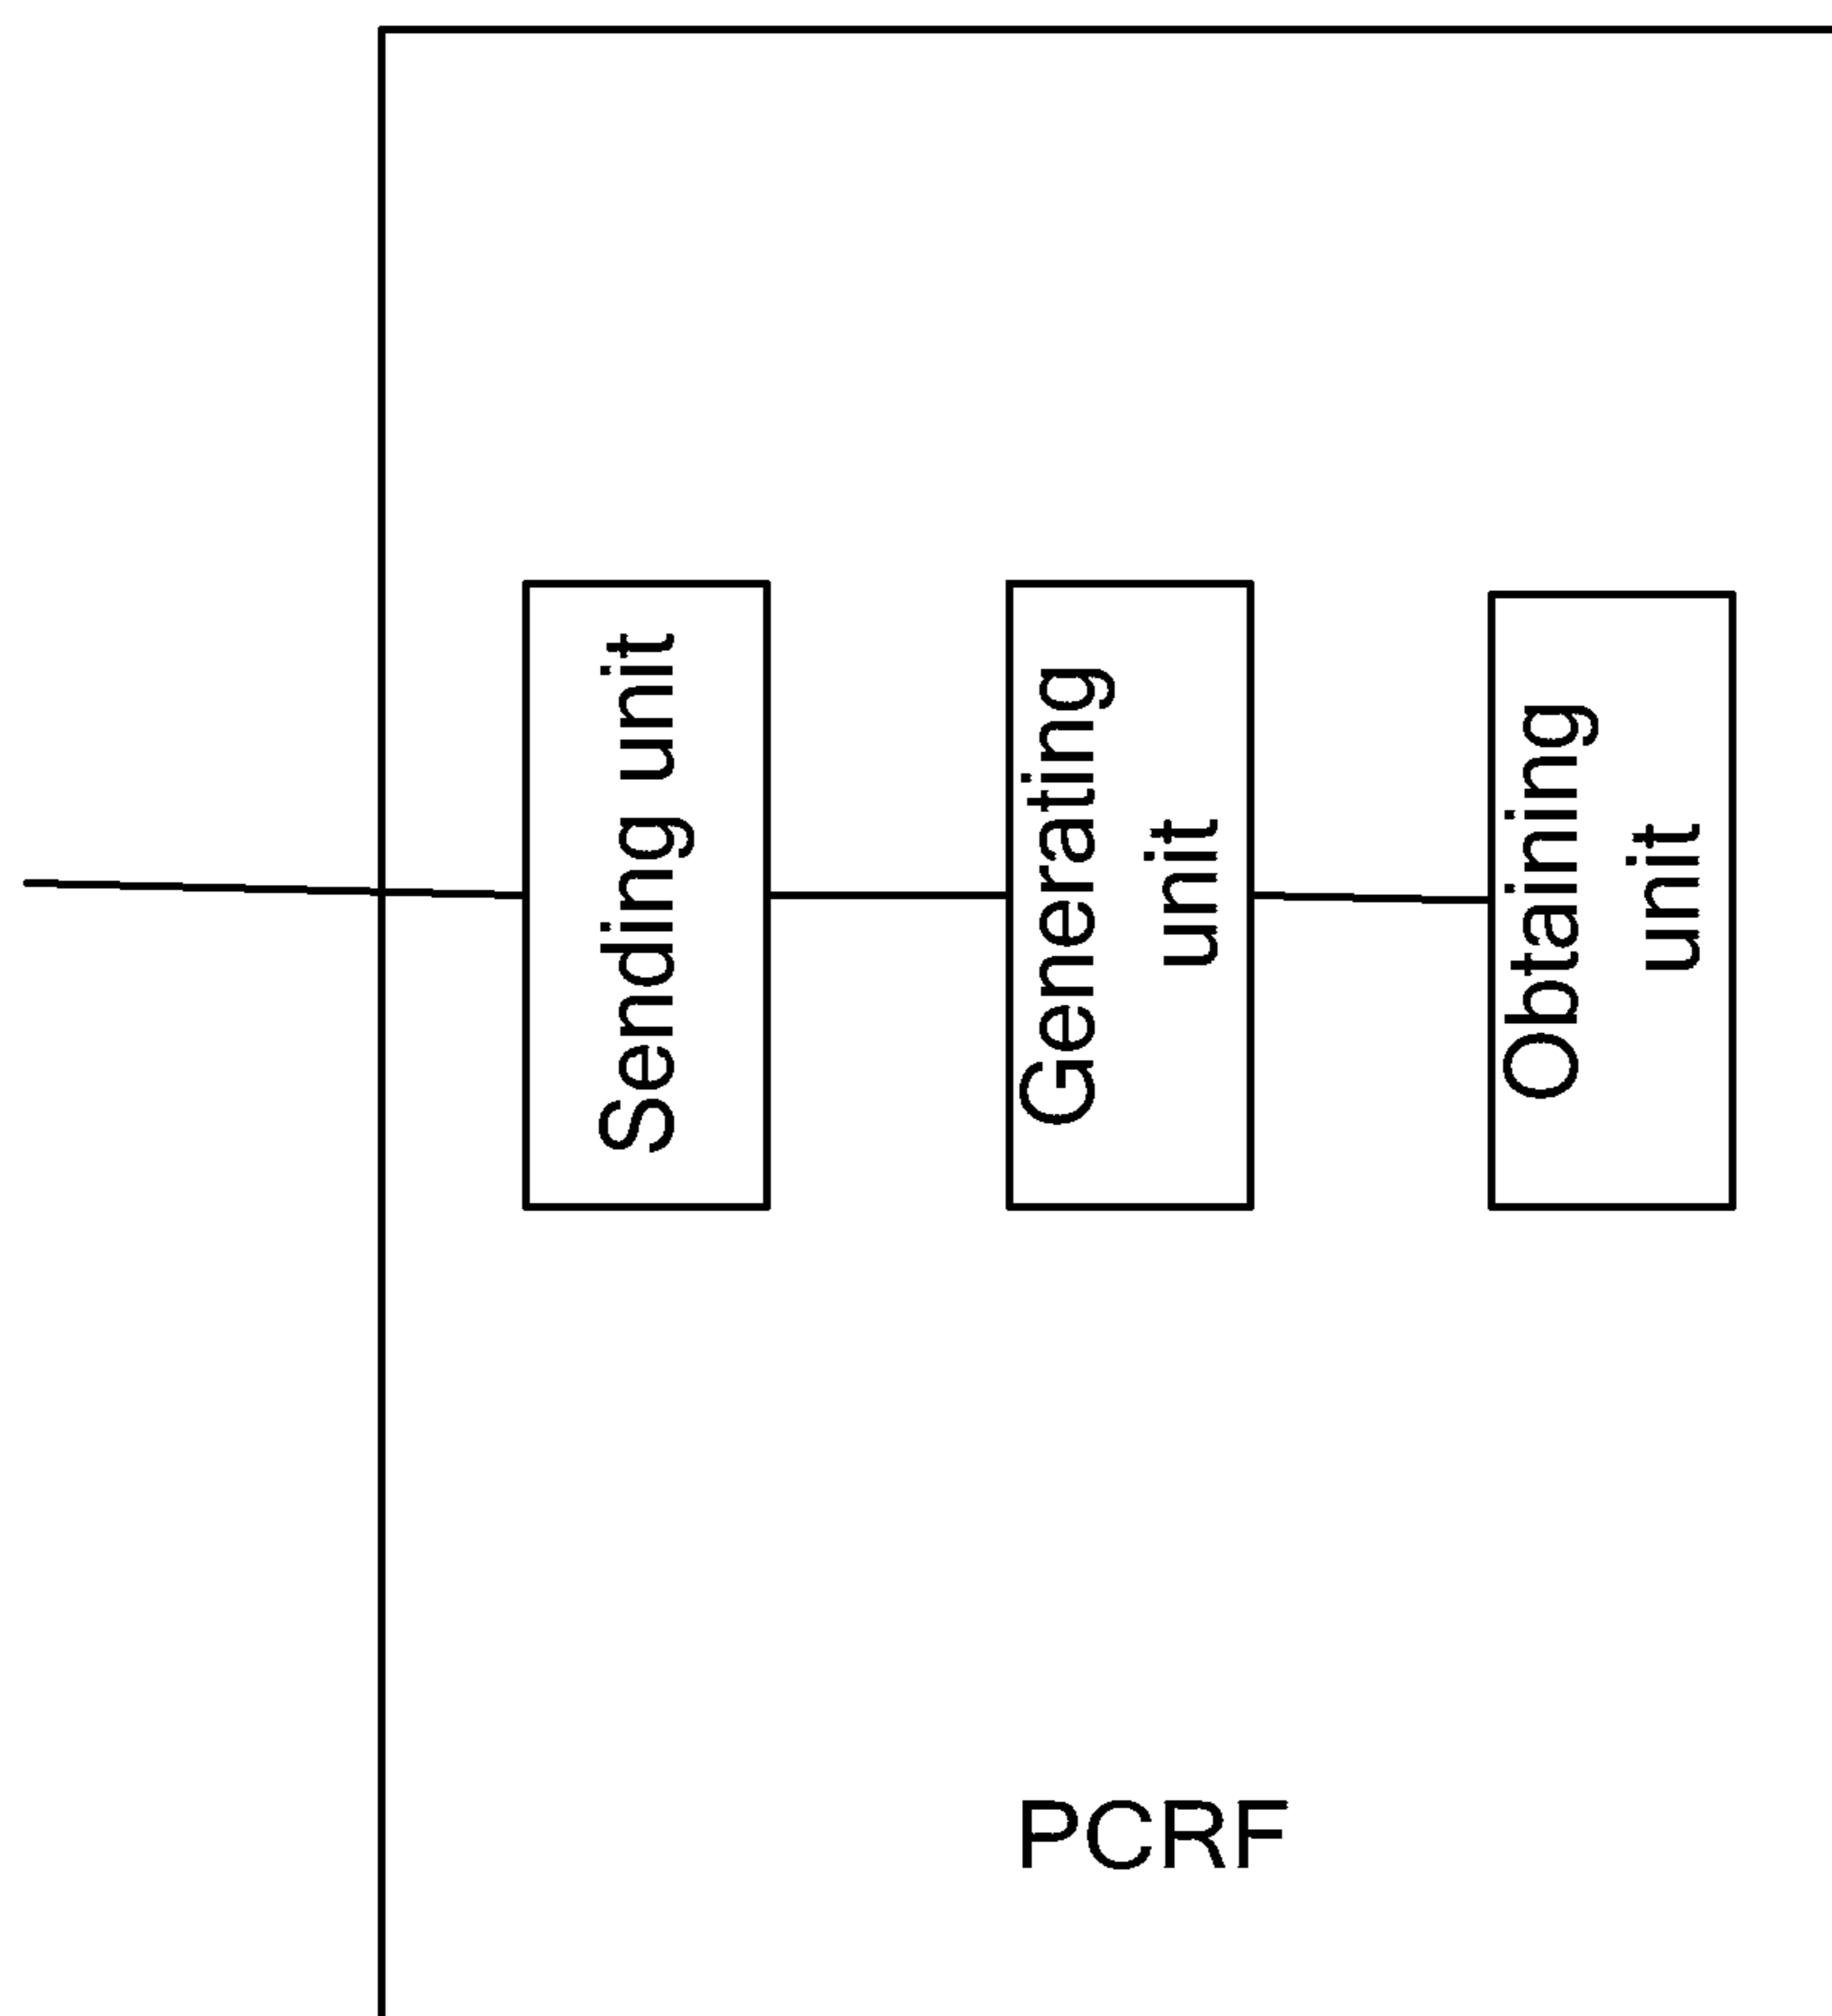 Sending unit
Generating
unit
Obtaining
unit
PCRF